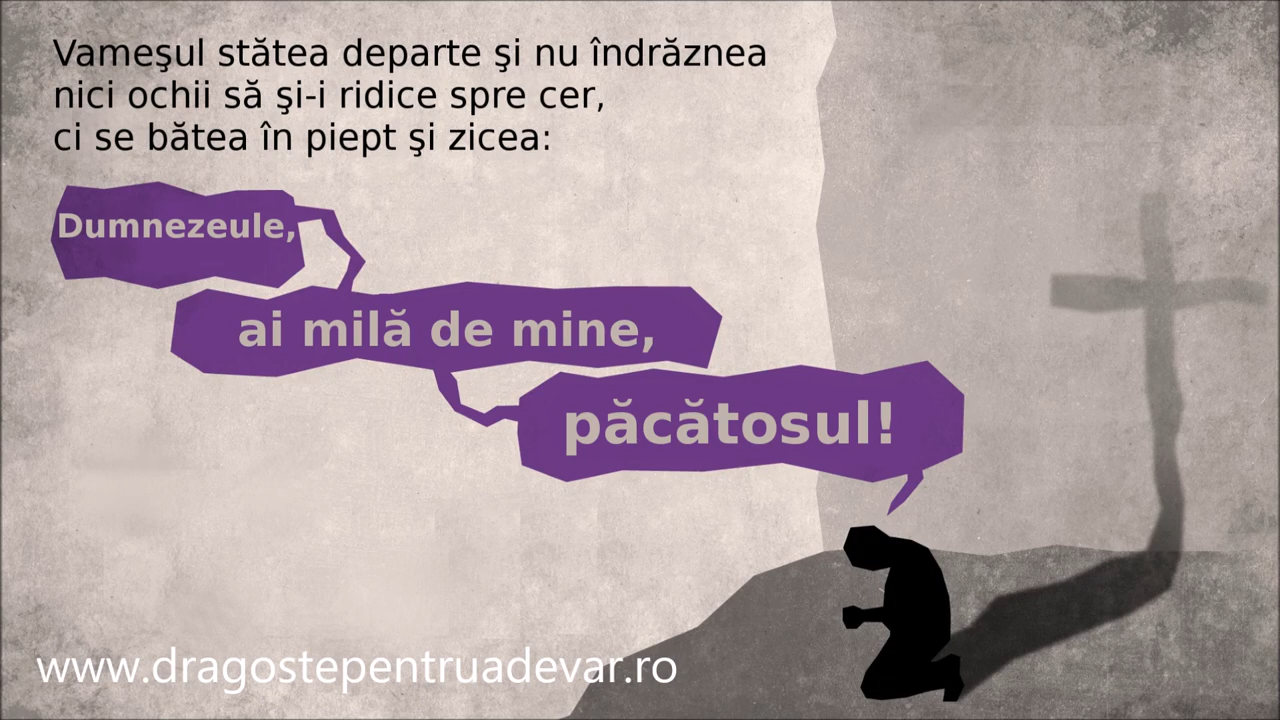 Vameşul stătea departe şi nu îndrăznea
nici ochii să şi-i ridice spre cer,
ci se bătea în piept şi zicea:
Dumnezeule,
ai milă de mine,
păcătosul!
www.dragostepentruadevar.ro